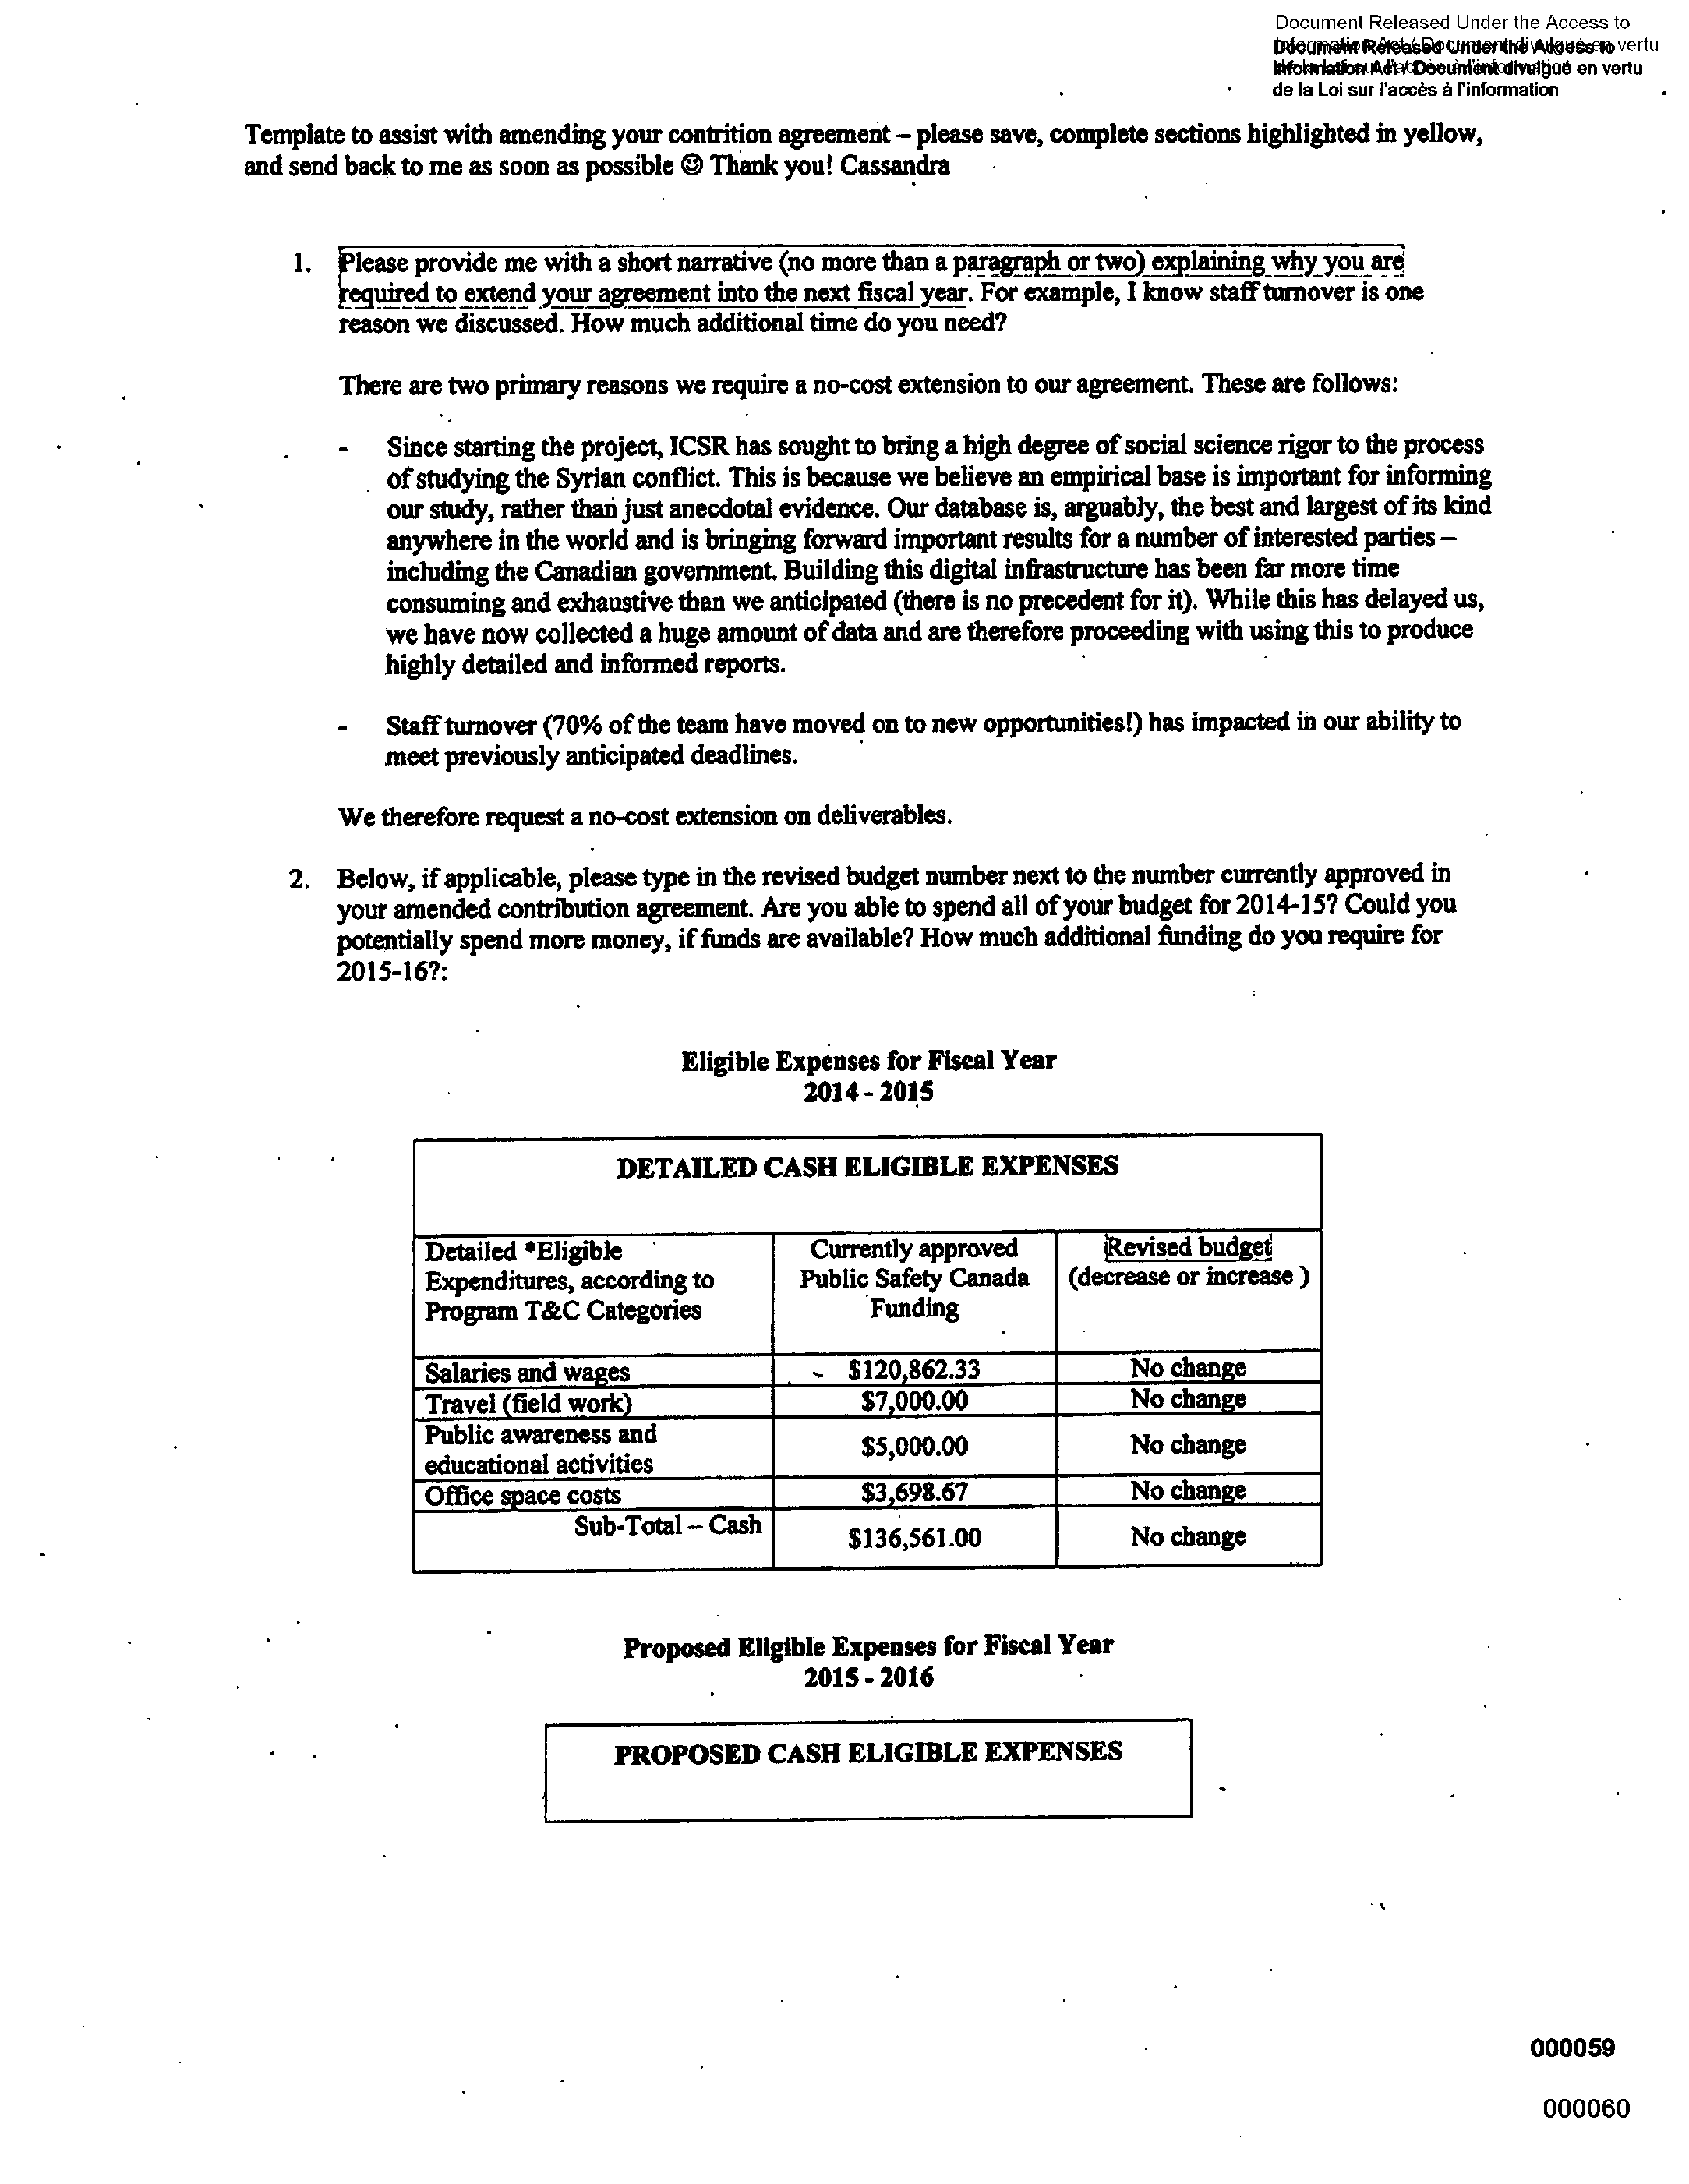 Document Released Under the Access to
Document Released Under the Access to vertu
Information Act / Document divulgué en vertu
de la Loi sur l'accès à l'information
Template to assist with amending your contrition agreement – please save, complete sections highlighted in yellow,
and send back to me as soon as possible ☺ Thank you! Cassandra
1. Please provide me with a short narrative (no more than a paragraph or two) explaining why you are
required to extend your agreement into the next fiscal year. For example, I know staff turnover is one
reason we discussed. How much additional time do you need?
There are two primary reasons we require a no-cost extension to our agreement. These are follows:
- Since starting the project, ICSR has sought to bring a high degree of social science rigor to the process
of studying the Syrian conflict. This is because we believe an empirical base is important for informing
our study, rather than just anecdotal evidence. Our database is, arguably, the best and largest of its kind
anywhere in the world and is bringing forward important results for a number of interested parties –
including the Canadian government. Building this digital infrastructure has been far more time
consuming and exhaustive than we anticipated (there is no precedent for it). While this has delayed us,
we have now collected a huge amount of data and are therefore proceeding with using this to produce
highly detailed and informed reports.
- Staff turnover (70% of the team have moved on to new opportunities!) has impacted in our ability to
meet previously anticipated deadlines.
We therefore request a no-cost extension on deliverables.
2. Below, if applicable, please type in the revised budget number next to the number currently approved in
your amended contribution agreement. Are you able to spend all of your budget for 2014-15? Could you
potentially spend more money, if funds are available? How much additional funding do you require for
2015-16?:
Eligible Expenses for Fiscal Year
2014 - 2015
DETAILED CASH ELIGIBLE EXPENSES
Detailed *Eligible Currently approved Revised budget
Expenditures, according to Public Safety Canada (decrease or increase )
Program T&C Categories Funding
Salaries and wages $120,862.33 No change
Travel (field work) $7,000.00 No change
Public awareness and
educational activities $5,000.00 No change
Office space costs $3,698.67 No change
Sub-Total – Cash $136,561.00 No change
Proposed Eligible Expenses for Fiscal Year
2015 - 2016
PROPOSED CASH ELIGIBLE EXPENSES
000059
000060